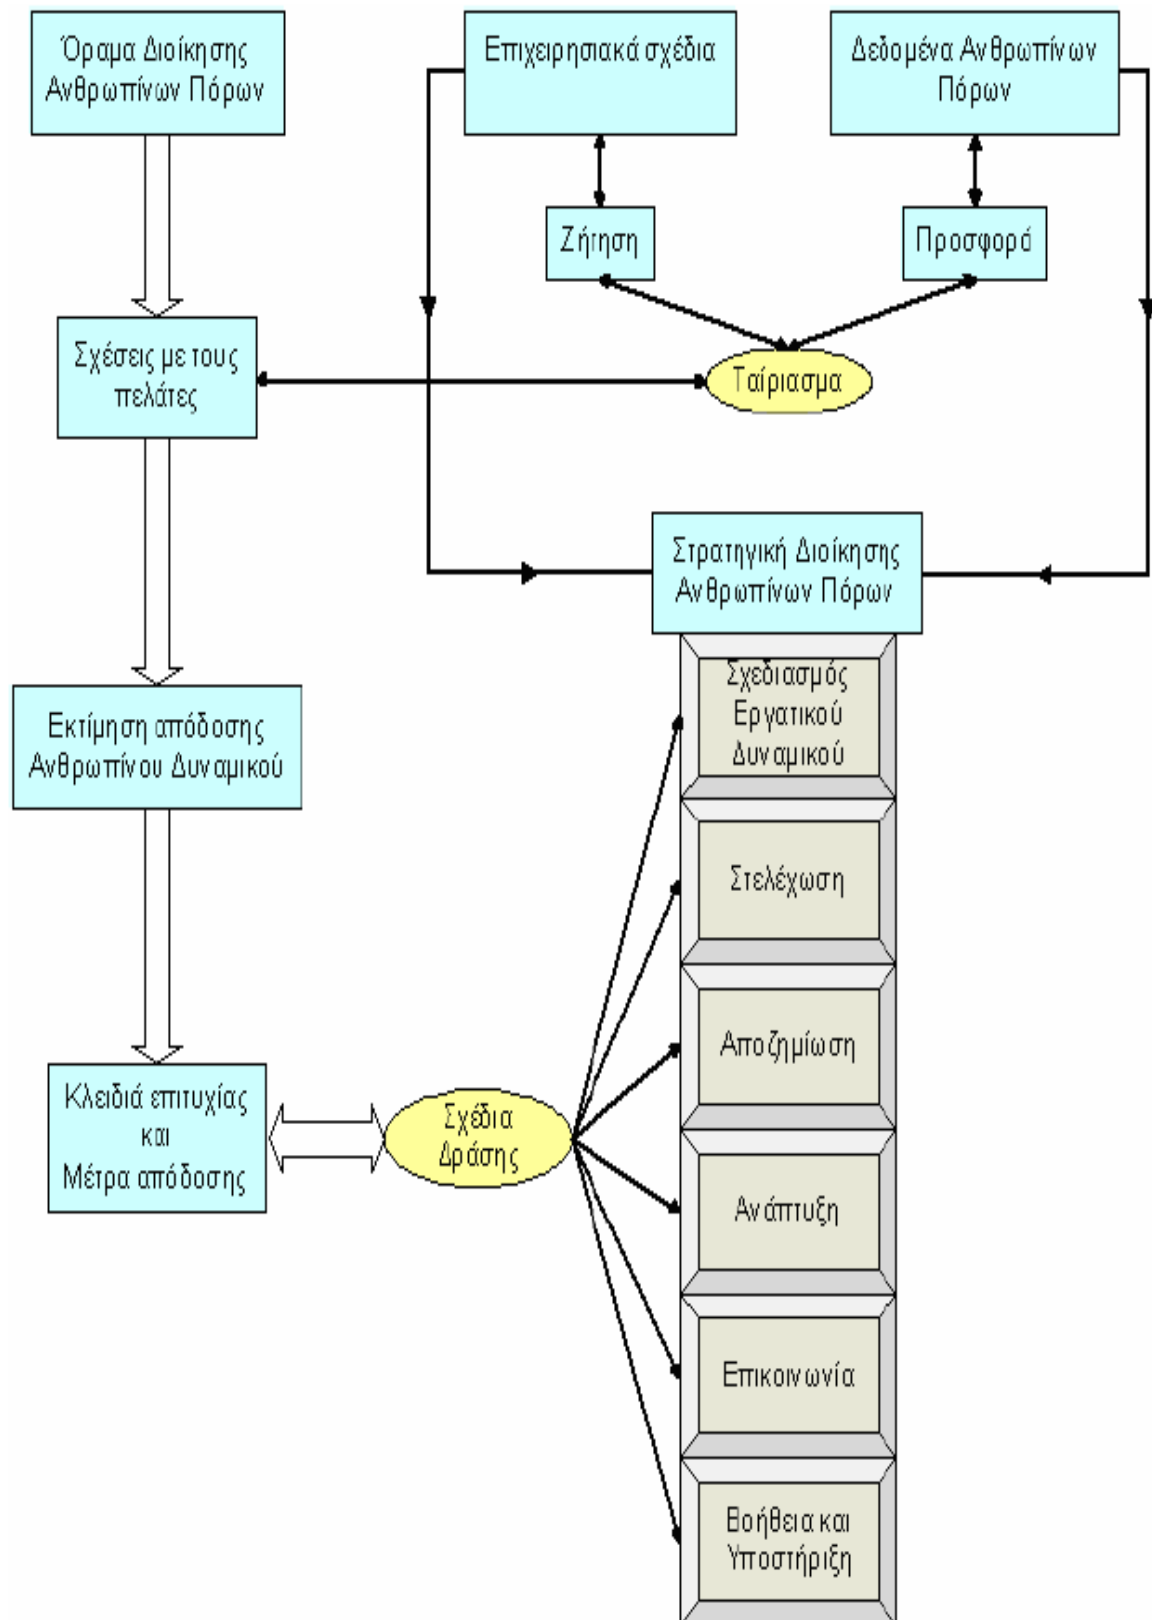 Όραμα Διοίκησης
Ανθρωπίνων Πόρων
Επιχειρησιακά σχέδια
Δεδομένα Ανθρωπίνων
Πόρων
Ζήτηση
Προσφορά
Σχέσεις με τους
πελάτες
Ταίριασμα
Στρατηγική Διοίκησης
Ανθρωπίνων Πόρων
Σχεδιασμός
Εργατικού
Δυναμικού
Εκτίμηση απόδοσης
Ανθρωπίνου Δυναμικού
Στελέχωση
Αποζημίωση
Κλειδιά επιτυχίας
και
Μέτρα απόδοσης
Σχέδια
Δράσης
Ανάπτυξη
Επικοινωνία
Βοήθεια και
Υποστήριξη